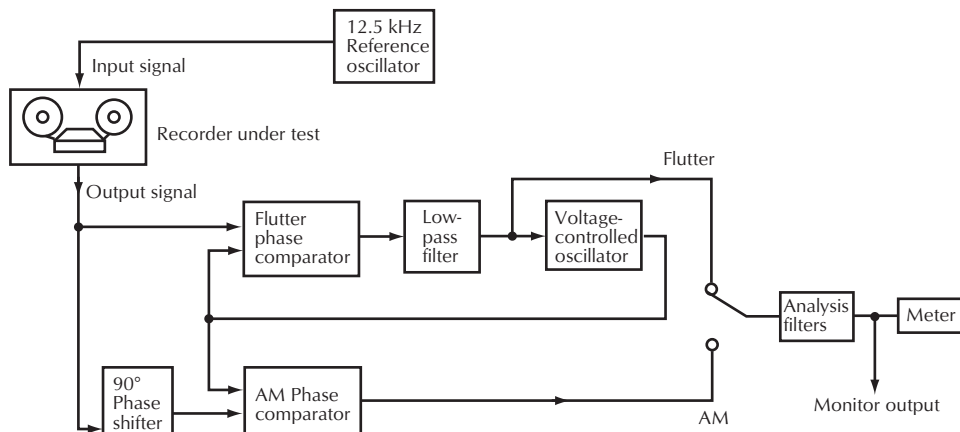 12.5 kHz
Reference
oscillator
Input signal
Recorder under test
Output signal
Flutter
Flutter
phase
comparator
Low-
pass
filter
Voltage-
controlled
oscillator
Analysis
filters
Meter
90°
Phase
shifter
AM Phase
comparator
AM
Monitor output